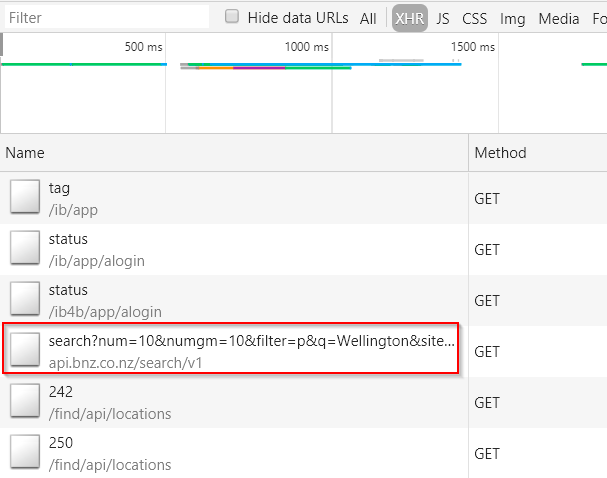 Filter Hide data URLs All XHR JS CSS Img Media Fo
500 ms 1000 ms 1500 ms
Name Method
tag
/ib/app
GET
status
/ib/app/alogin
GET
status
/ib4b/app/alogin
GET
search?num=10&numgm=10&filter=p&q=Wellington&site...
api.bnz.co.nz/search/v1
GET
242
/find/api/locations
GET
250
/find/api/locations
GET